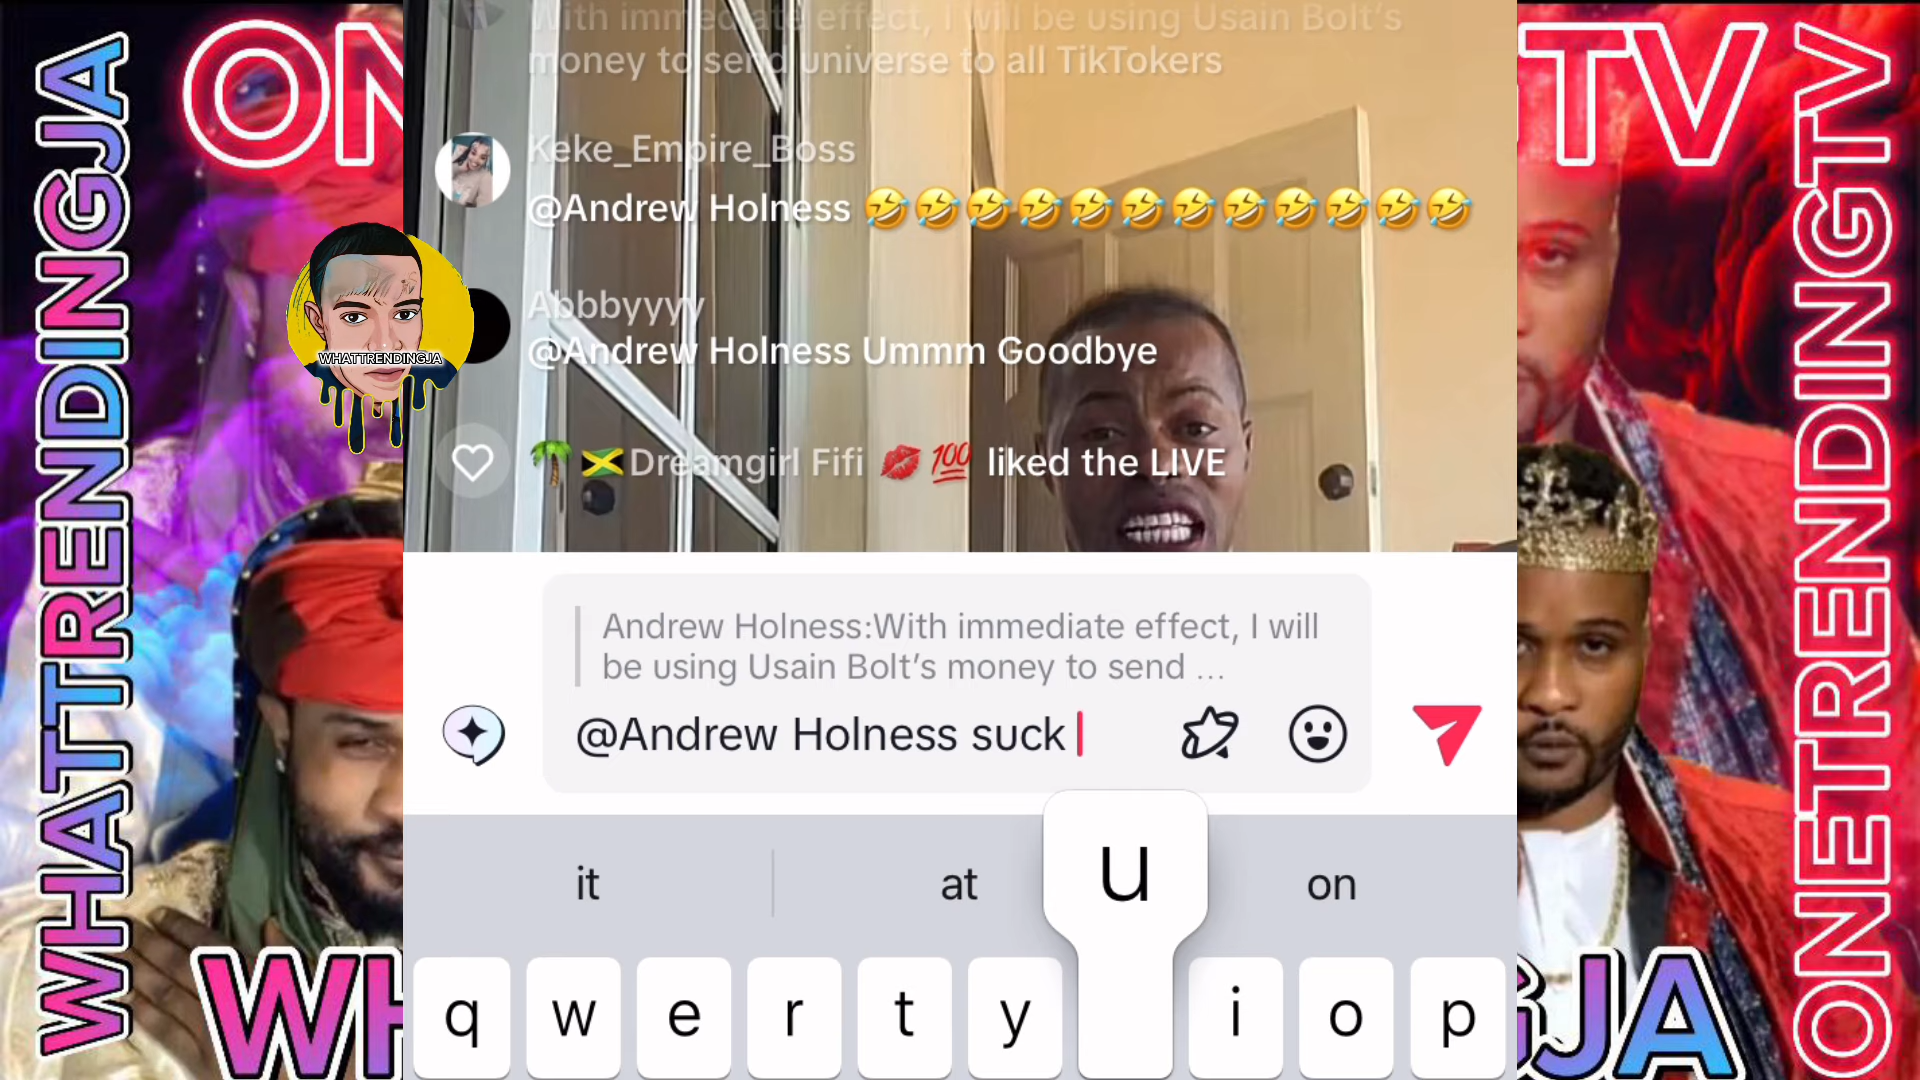 WHATTRENDINGJA
ON
TV
ONETRENDINGTV
With immediate effect, I will be using Usain Bolt's
money to send universe to all TikTokers
Keke_Empire_Boss
@Andrew Holness 🤣🤣🤣🤣🤣🤣🤣🤣🤣🤣🤣🤣
Abbbyyyy
@Andrew Holness Ummm Goodbye
WHATTRENDINGJA
🌴🇯🇲Dreamgirl Fifi 💋💯 liked the LIVE
Andrew Holness:With immediate effect, I will
be using Usain Bolt's money to send ...
@Andrew Holness suck
it at on
u
q w e r t y i o p
WH
GJA